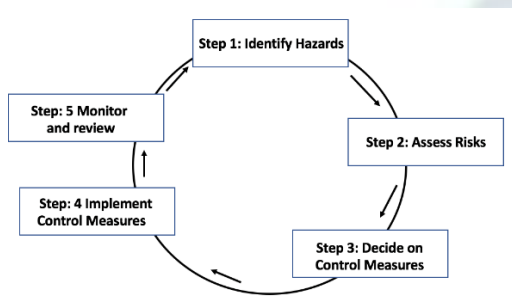 Step 1: Identify Hazards
Step 2: Assess Risks
Step 3: Decide on
Control Measures
Step: 4 Implement
Control Measures
Step: 5 Monitor
and review